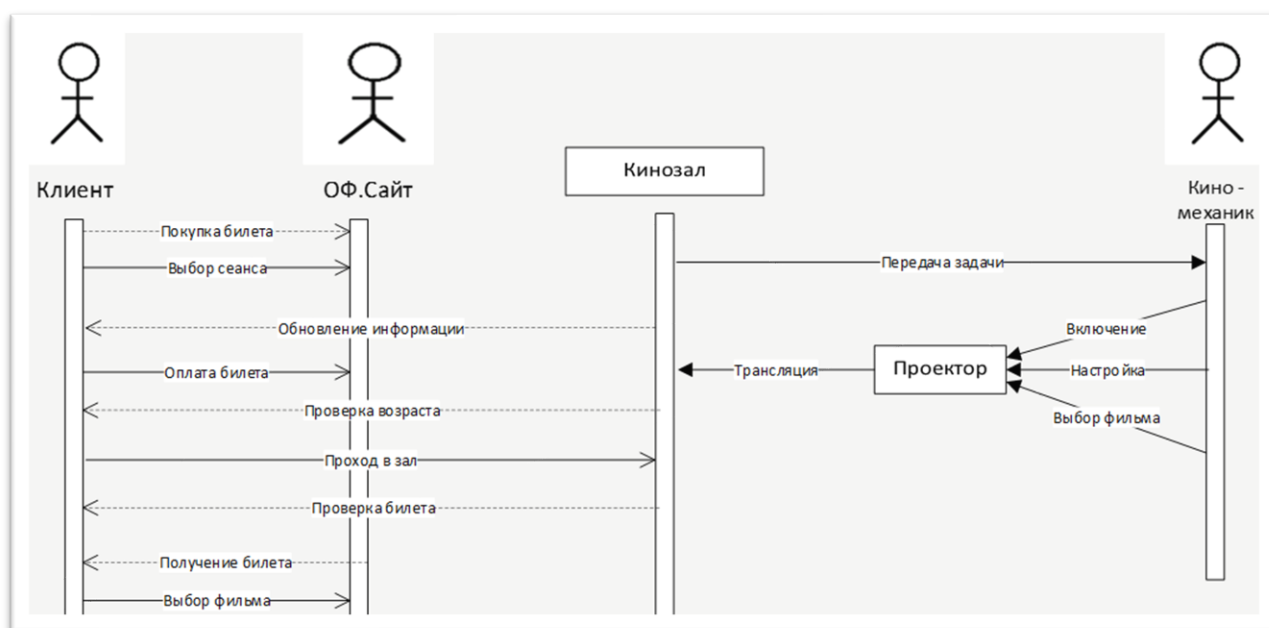 Клиент
ОФ.Сайт
Кинозал
Кино -
механик
Покупка билета
Выбор сеанса
Передача задачи
Обновление информации
Включение
Оплата билета
Трансляция
Проектор
Настройка
Проверка возраста
Выбор фильма
Проход в зал
Проверка билета
Получение билета
Выбор фильма